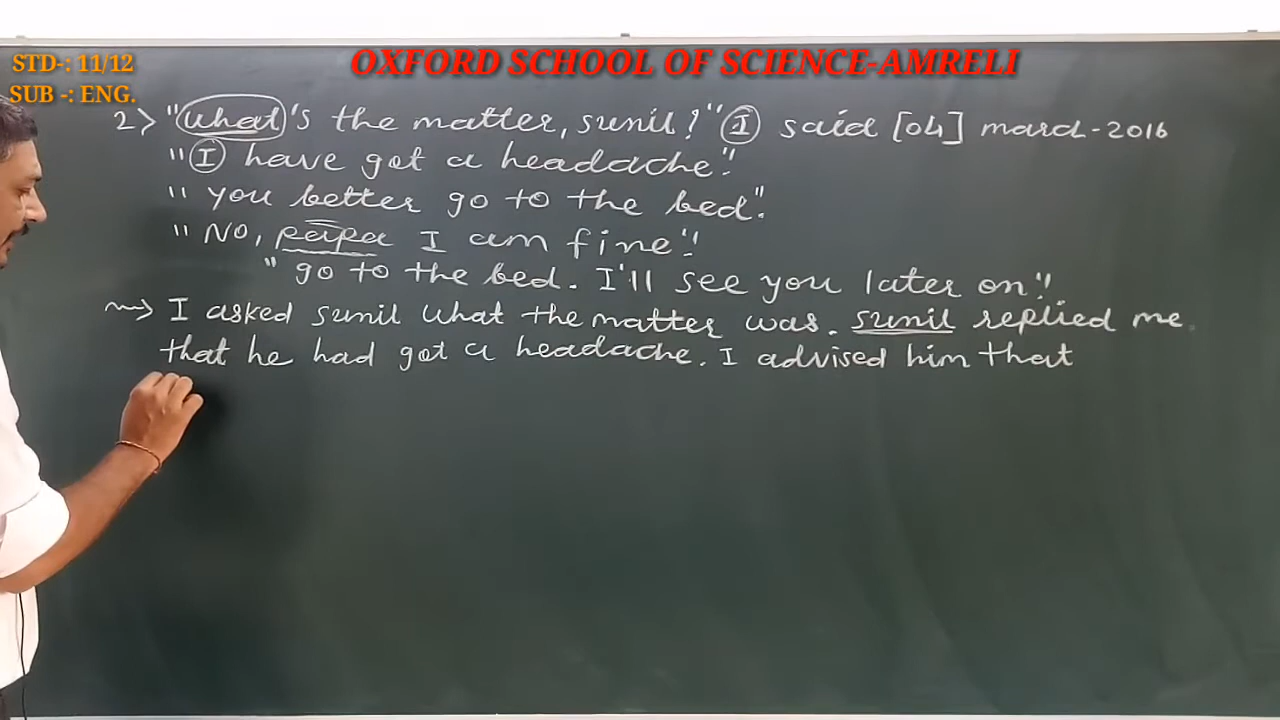 STD-: 11/12
SUB -: ENG.
OXFORD SCHOOL OF SCIENCE-AMRELI
2> "What's the matter, sunil?" I said [04] march-2016
"I have got a headache".
"you better go to the bed".
"No, papa I am fine".
"go to the bed. I'll see you later on".
I asked sunil what the matter was. sunil replied me
that he had got a headache. I advised him that